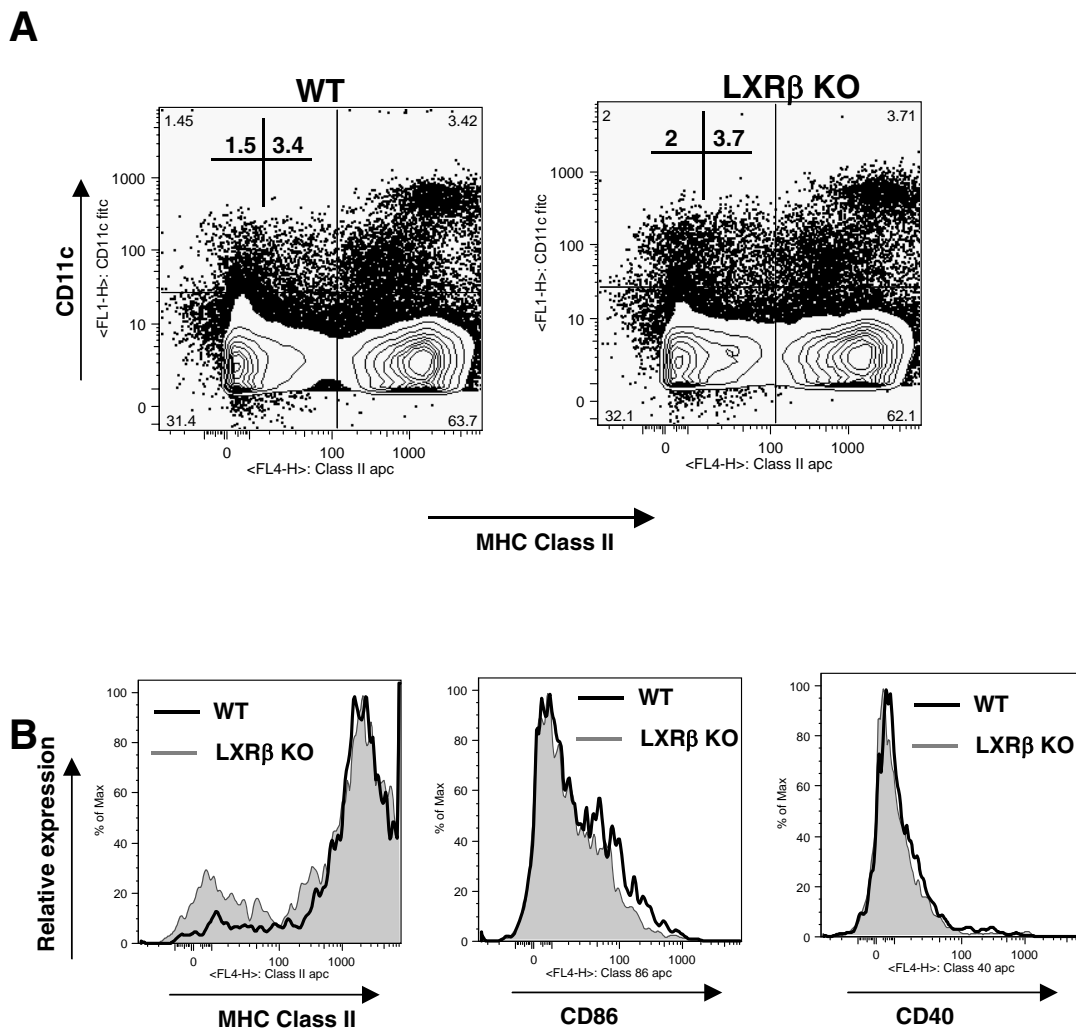 A
WT
LXRβ KO
1.45
3.42
1.5
3.4
2
3.71
2
3.7
1000
100
10
0
CD11c
<FL1-H>: CD11c fitc
31.4
63.7
0
100
1000
<FL4-H>: Class II apc
1000
100
10
0
<FL1-H>: CD11c fitc
32.1
62.1
0
100
1000
<FL4-H>: Class II apc
MHC Class II
B
Relative expression
% of Max
100
80
60
40
20
0
WT
LXRβ KO
0
100
1000
<FL4-H>: Class II apc
MHC Class II
% of Max
100
80
60
40
20
0
WT
LXRβ KO
0
100
1000
<FL4-H>: Class 86 apc
CD86
% of Max
100
80
60
40
20
0
WT
LXRβ KO
0
100
1000
<FL4-H>: Class 40 apc
CD40